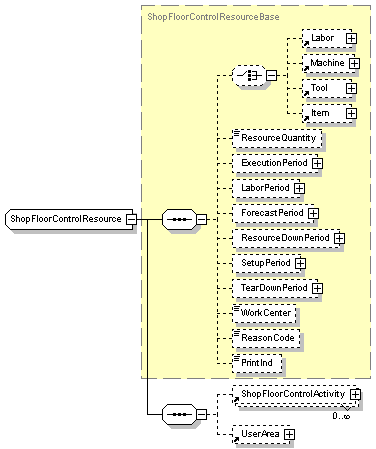 ShopFloorControlResourceBase
Labor
Machine
Tool
Item
ResourceQuantity
ExecutionPeriod
LaborPeriod
ShopFloorControlResource
ForecastPeriod
ResourceDownPeriod
SetupPeriod
TearDownPeriod
WorkCenter
ReasonCode
PrintInd
ShopFloorControlActivity
0..∞
UserArea